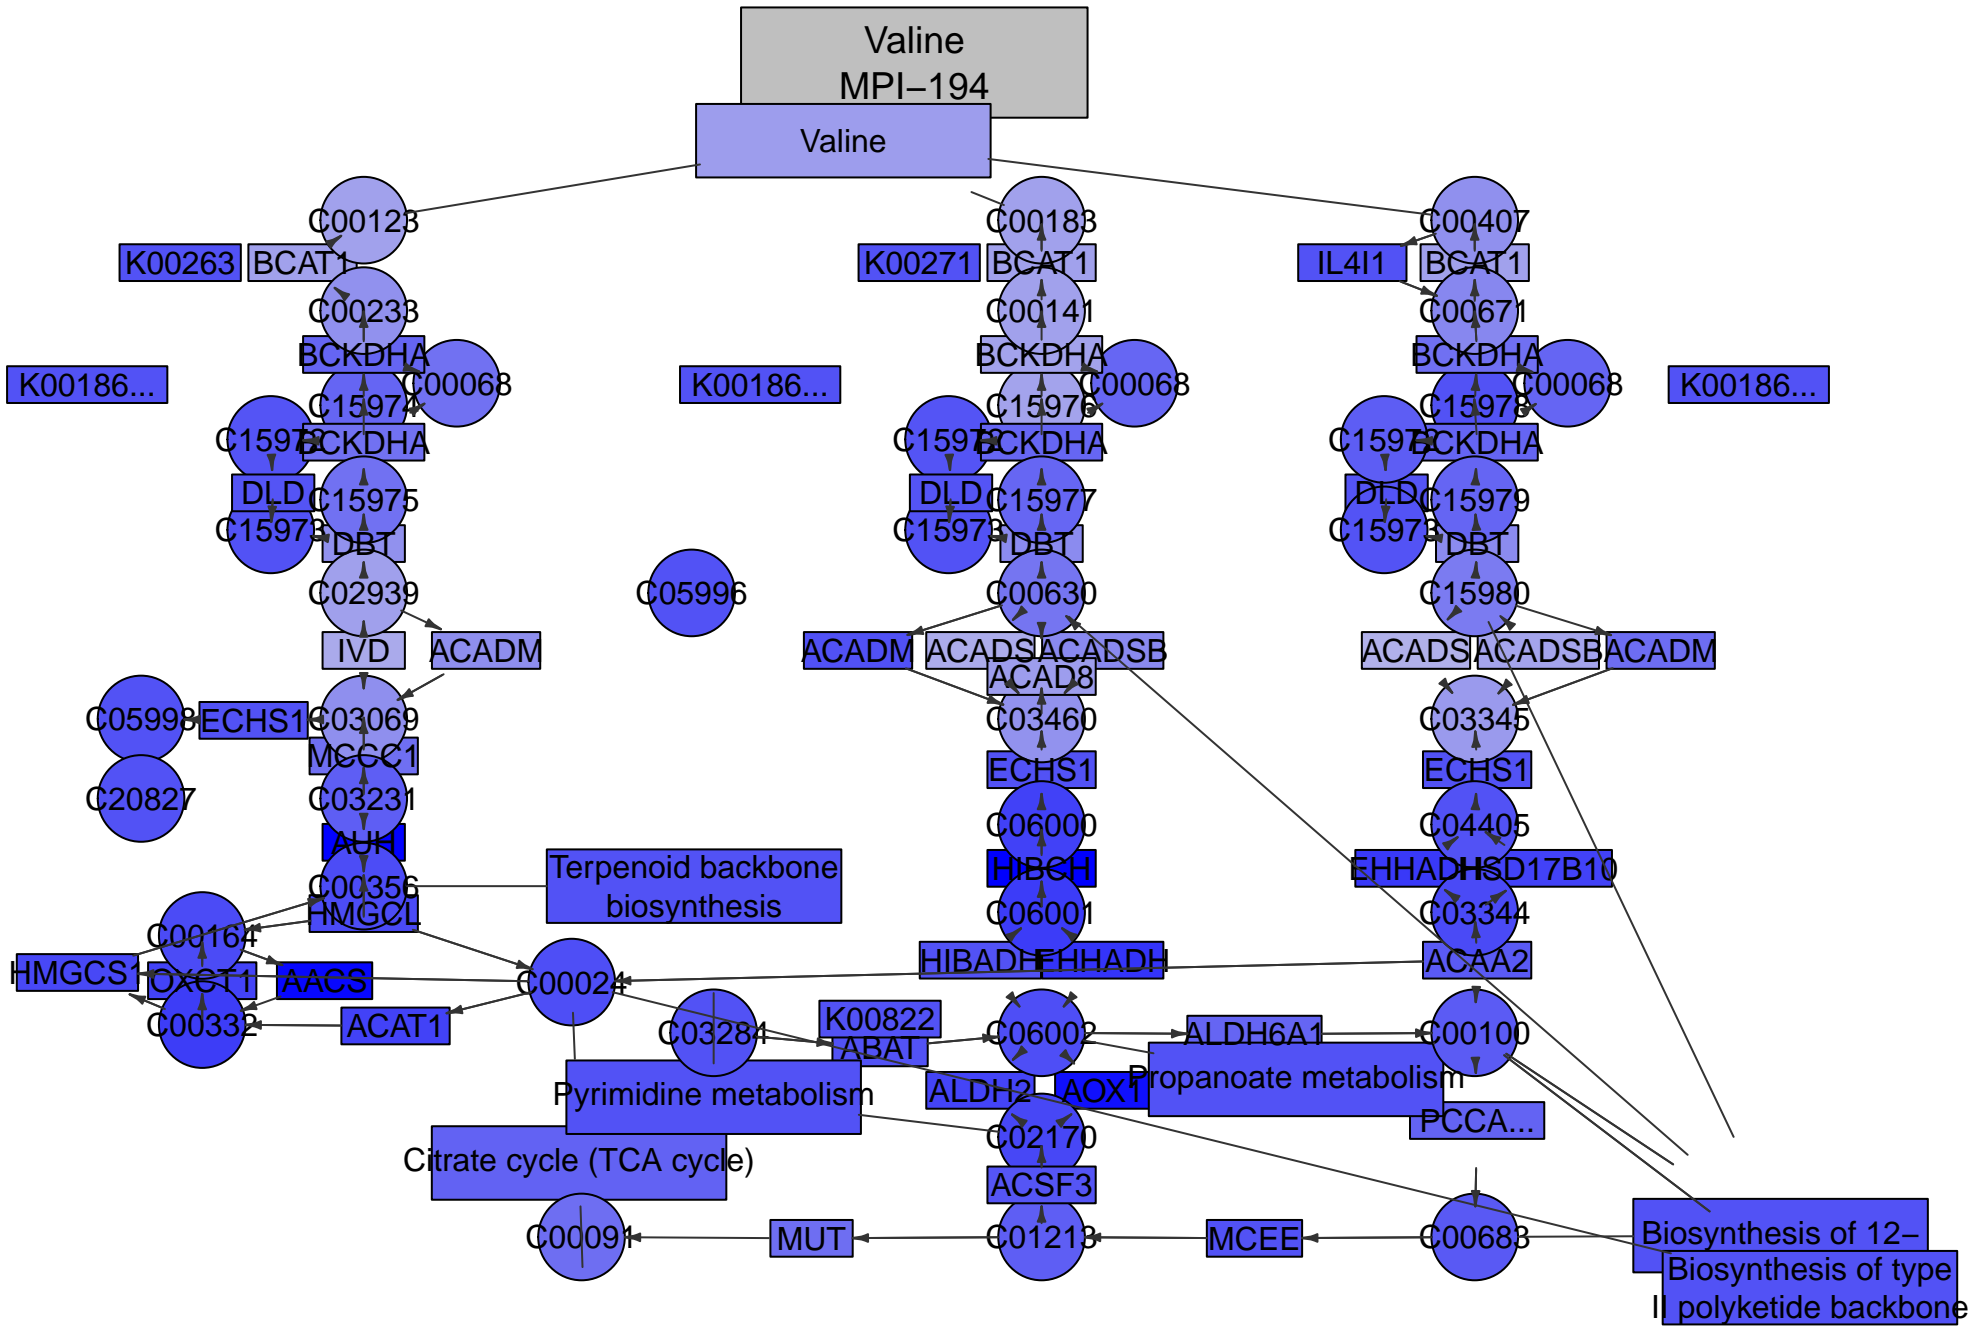 Valine
MPI–194
Valine
C00123
C00183
C00407
K00263
BCAT1
K00271
BCAT1
IL4I1
BCAT1
C00233
C00141
C00671
BCKDHA
BCKDHA
BCKDHA
K00186...
C00068
K00186...
C00068
C00068
K00186...
C15974
C15976
C15978
C15972
BCKDHA
C15972
BCKDHA
C15972
BCKDHA
DLD
C15975
DLD
C15977
DLD
C15979
C15973
DBT
C15973
DBT
C15973
DBT
C02939
C05996
C00630
C15980
IVD
ACADM
ACADM
ACADS
ACADSB
ACADS
ACADSB
ACADM
ACAD8
C05998
ECHS1
C03069
C03460
C03345
MCCC1
ECHS1
ECHS1
C20827
C03231
C06000
C04405
AUH
HIBCH
EHHADH
HSD17B10
C00356
Terpenoid backbone
biosynthesis
HMGCL
C06001
C03344
C00164
HIBADH
EHHADH
ACAA2
HMGCS1
OXCT1
AACS
C00024
C00332
ACAT1
C03284
K00822
ABAT
C06002
ALDH6A1
C00100
Pyrimidine metabolism
ALDH2
AOX1
Propanoate metabolism
C02170
PCCA...
Citrate cycle (TCA cycle)
ACSF3
C00091
MUT
C01213
MCEE
C00683
Biosynthesis of 12–
Biosynthesis of type
II polyketide backbone